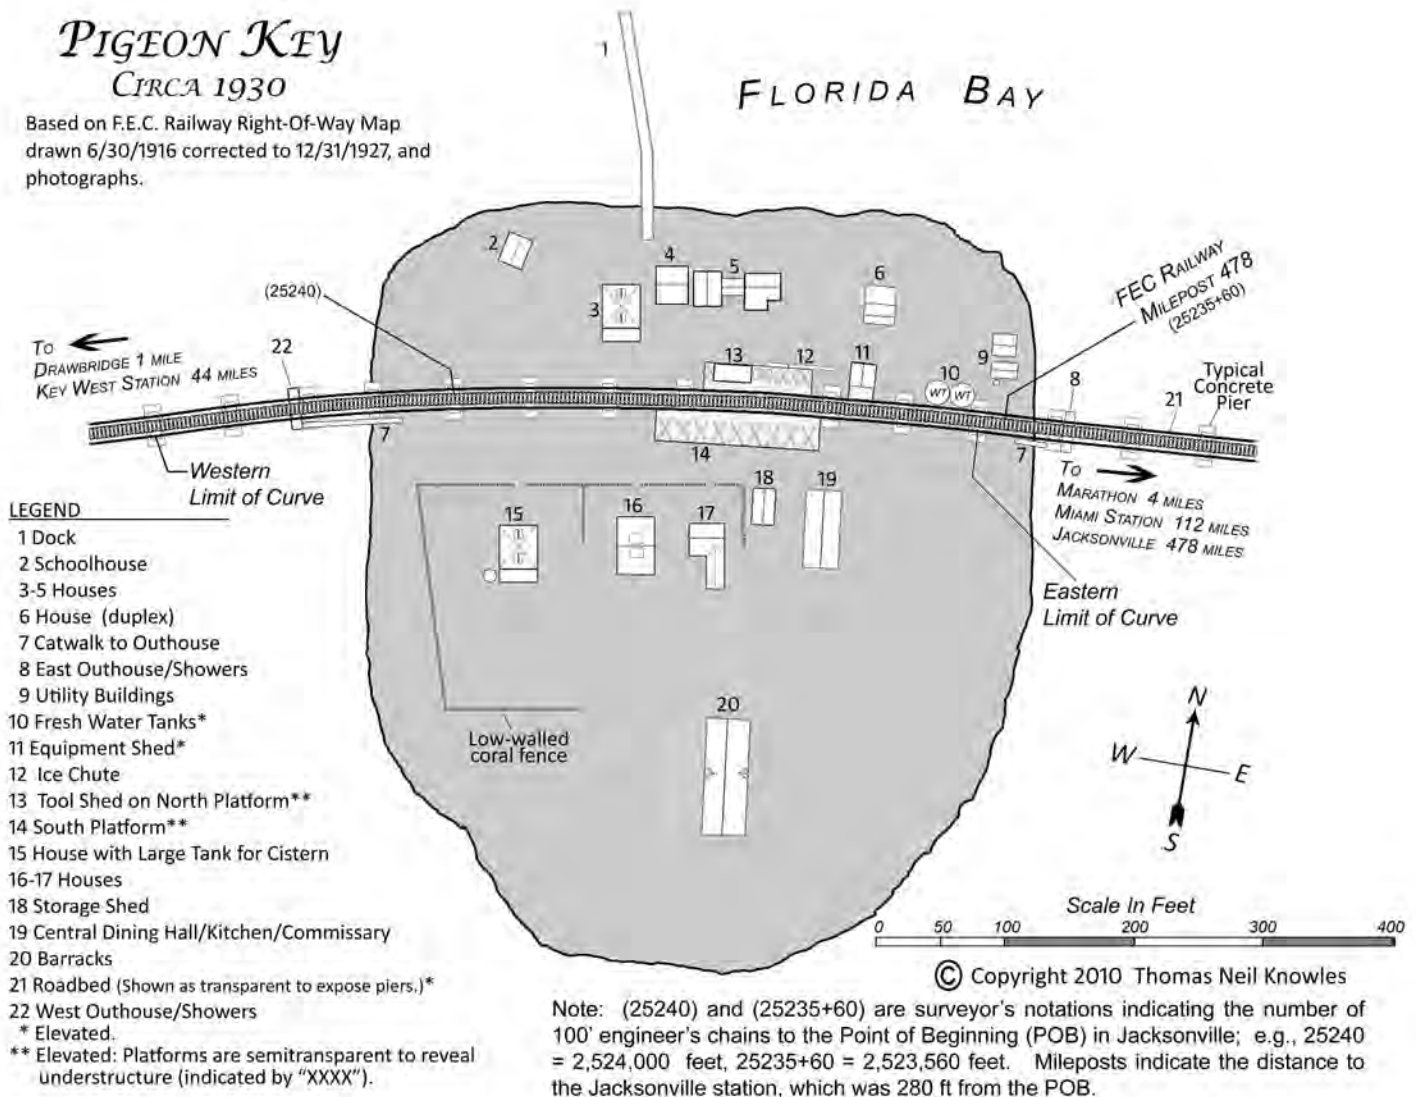 PIGEON KEY
CIRCA 1930
Based on F.E.C. Railway Right-Of-Way Map
drawn 6/30/1916 corrected to 12/31/1927, and
photographs.
FLORIDA BAY
1
2
3
4
5
6
(25240)
FEC RAILWAY
MILEPOST 478
(25235+60)
TO
DRAWBRIDGE 1 MILE
KEY WEST STATION 44 MILES
22
13
12
11
10
9
8
WT
WT
21
Typical
Concrete
Pier
7
7
14
Western
Limit of Curve
TO
MARATHON 4 MILES
MIAMI STATION 112 MILES
JACKSONVILLE 478 MILES
15
16
17
18
19
Eastern
Limit of Curve
20
Low-walled
coral fence
LEGEND
1 Dock
2 Schoolhouse
3-5 Houses
6 House (duplex)
7 Catwalk to Outhouse
8 East Outhouse/Showers
9 Utility Buildings
10 Fresh Water Tanks*
11 Equipment Shed*
12 Ice Chute
13 Tool Shed on North Platform**
14 South Platform**
15 House with Large Tank for Cistern
16-17 Houses
18 Storage Shed
19 Central Dining Hall/Kitchen/Commissary
20 Barracks
21 Roadbed (Shown as transparent to expose piers.)*
22 West Outhouse/Showers
* Elevated.
** Elevated: Platforms are semitransparent to reveal
understructure (indicated by "XXXX").
N
W
E
S
Scale In Feet
0 50 100 200 300 400
© Copyright 2010 Thomas Neil Knowles
Note: (25240) and (25235+60) are surveyor's notations indicating the number of
100' engineer's chains to the Point of Beginning (POB) in Jacksonville; e.g., 25240
= 2,524,000 feet, 25235+60 = 2,523,560 feet. Mileposts indicate the distance to
the Jacksonville station, which was 280 ft from the POB.